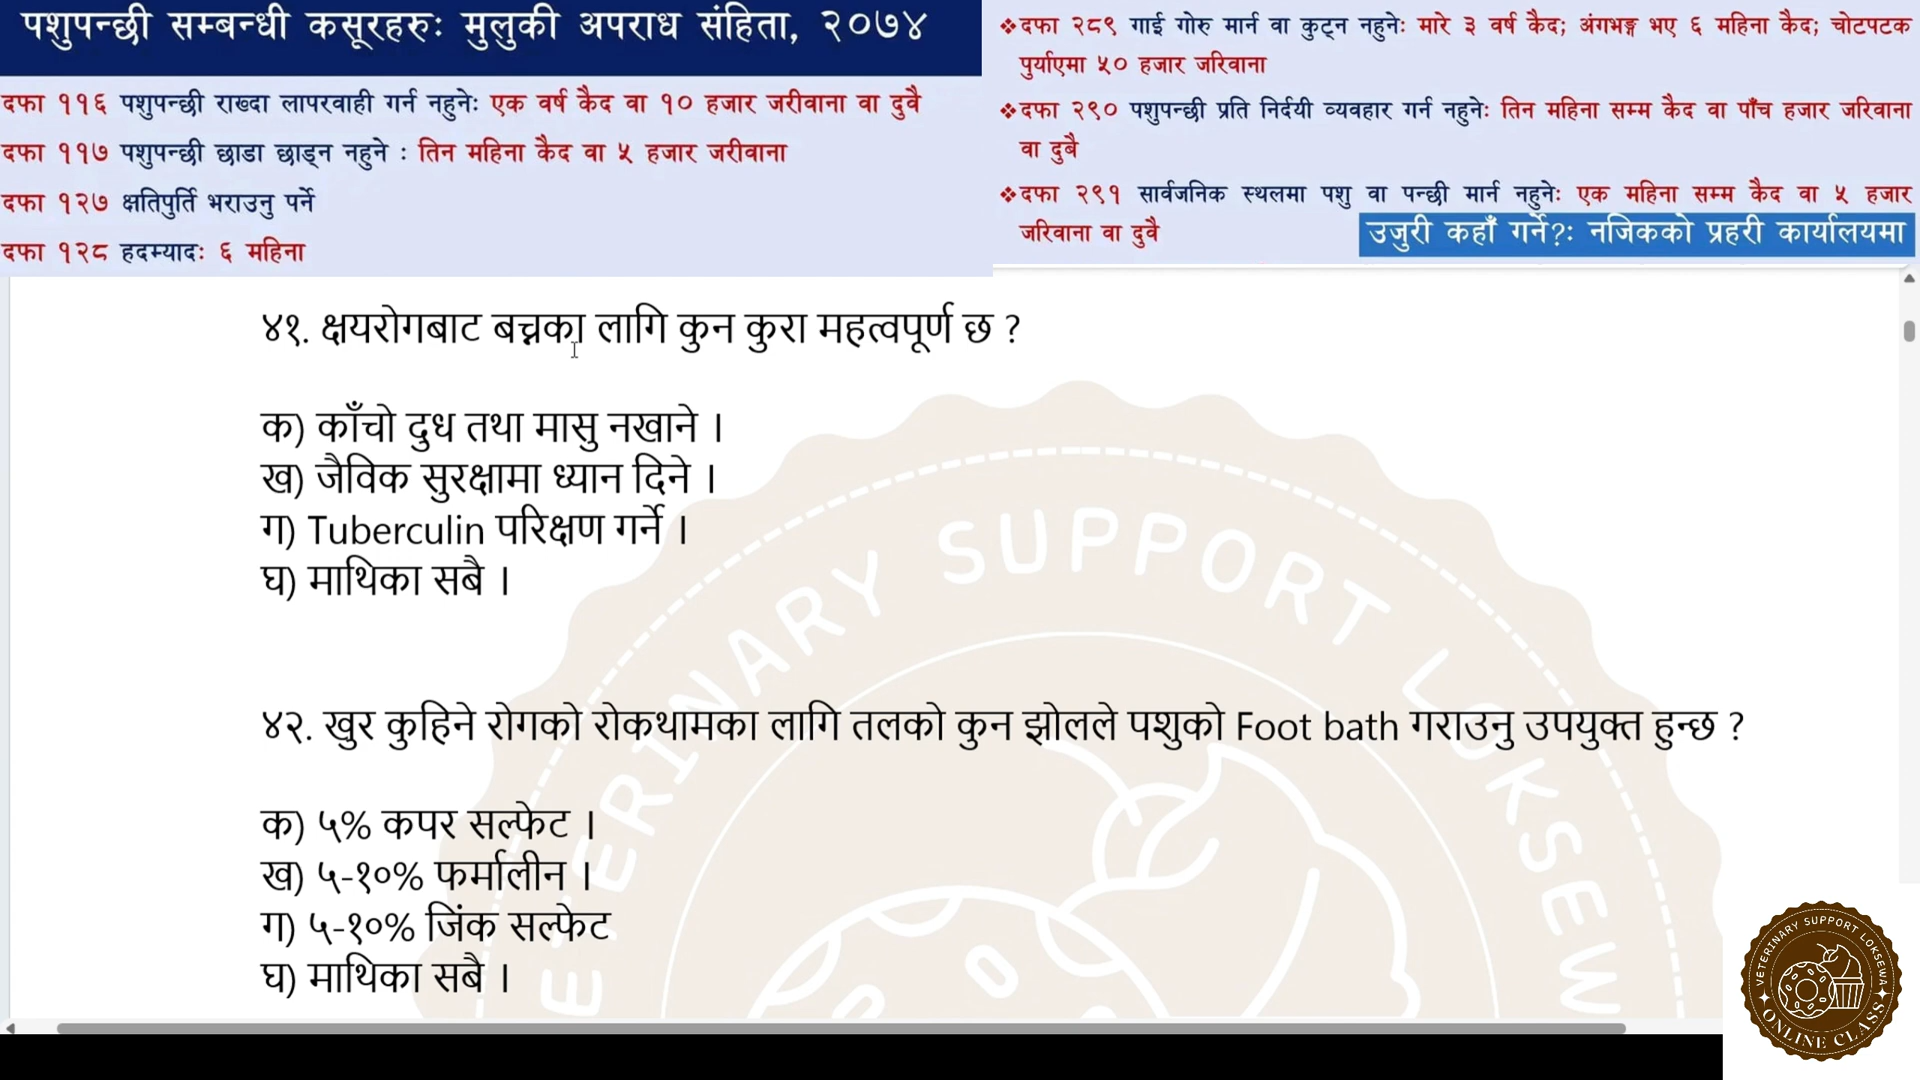 पशुपन्छी सम्बन्धी कसूरहरुः मुलुकी अपराध संहिता, २०७४
दफा ११६ पशुपन्छी राख्दा लापरवाही गर्न नहुनेः एक वर्ष कैद वा १० हजार जरीवाना वा दुवै
दफा ११७ पशुपन्छी छाडा छाड्न नहुने : तिन महिना कैद वा ५ हजार जरीवाना
दफा १२७ क्षतिपुर्ति भराउनु पर्ने
दफा १२८ हदम्यादः ६ महिना
❖दफा २८९ गाई गोरु मार्न वा कुट्न नहुनेः मारे ३ वर्ष कैद; अंगभङ्ग भए ६ महिना कैद; चोटपटक
पुर्याएमा ५० हजार जरिवाना
❖दफा २९० पशुपन्छी प्रति निर्दयी व्यवहार गर्न नहुनेः तिन महिना सम्म कैद वा पाँच हजार जरिवाना
वा दुबै
❖दफा २९१ सार्वजनिक स्थलमा पशु वा पन्छी मार्न नहुनेः एक महिना सम्म कैद वा ५ हजार
जरिवाना वा दुवै
उजुरी कहाँ गर्ने?ः नजिकको प्रहरी कार्यालयमा
४१. क्षयरोगबाट बच्नका लागि कुन कुरा महत्वपूर्ण छ ?
क) काँचो दुध तथा मासु नखाने ।
ख) जैविक सुरक्षामा ध्यान दिने ।
ग) Tuberculin परिक्षण गर्ने ।
घ) माथिका सबै ।
४२. खुर कुहिने रोगको रोकथामका लागि तलको कुन झोलले पशुको Foot bath गराउनु उपयुक्त हुन्छ ?
क) ५% कपर सल्फेट ।
ख) ५-१०% फर्मालीन ।
ग) ५-१०% जिंक सल्फेट
घ) माथिका सबै ।
VETERINARY SUPPORT LOKSEWA
ONLINE CLASS